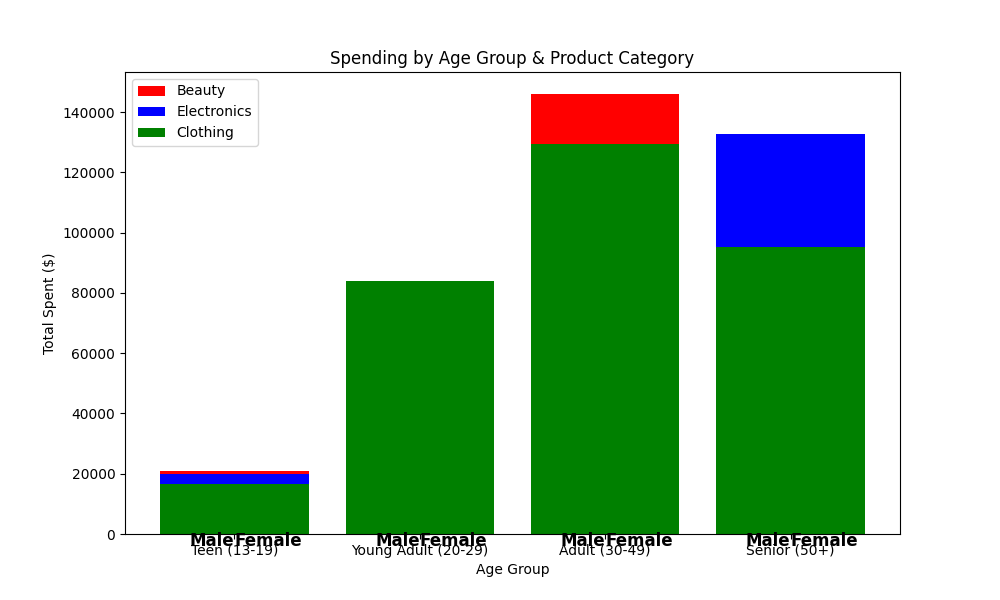 Spending by Age Group & Product Category
Beauty
Electronics
Clothing
140000
120000
100000
80000
60000
40000
20000
0
Total Spent ($)
MaleFemale MaleFemale MaleFemale MaleFemale
Teen (13-19) Young Adult (20-29) Adult (30-49) Senior (50+)
Age Group